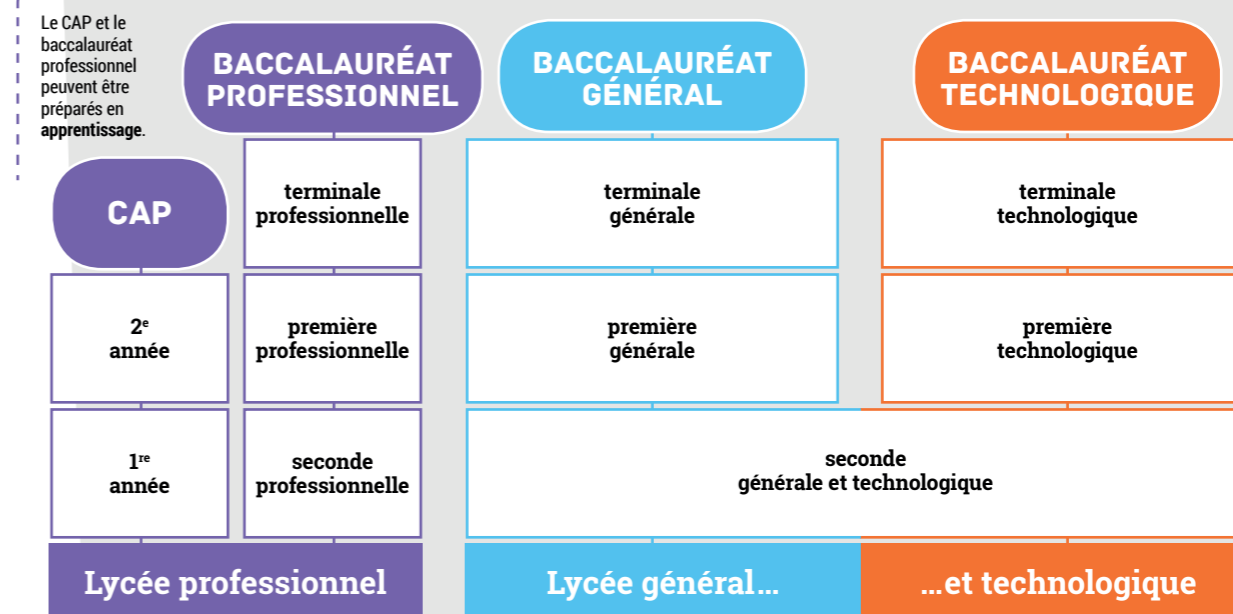 Le CAP et le
baccalauréat
professionnel
peuvent être
préparés en
apprentissage.
BACCALAURÉAT
PROFESSIONNEL
BACCALAURÉAT
GÉNÉRAL
BACCALAURÉAT
TECHNOLOGIQUE
CAP
terminale
professionnelle
terminale
générale
terminale
technologique
2e
année
première
professionnelle
première
générale
première
technologique
1re
année
seconde
professionnelle
seconde
générale et technologique
Lycée professionnel
Lycée général...
...et technologique